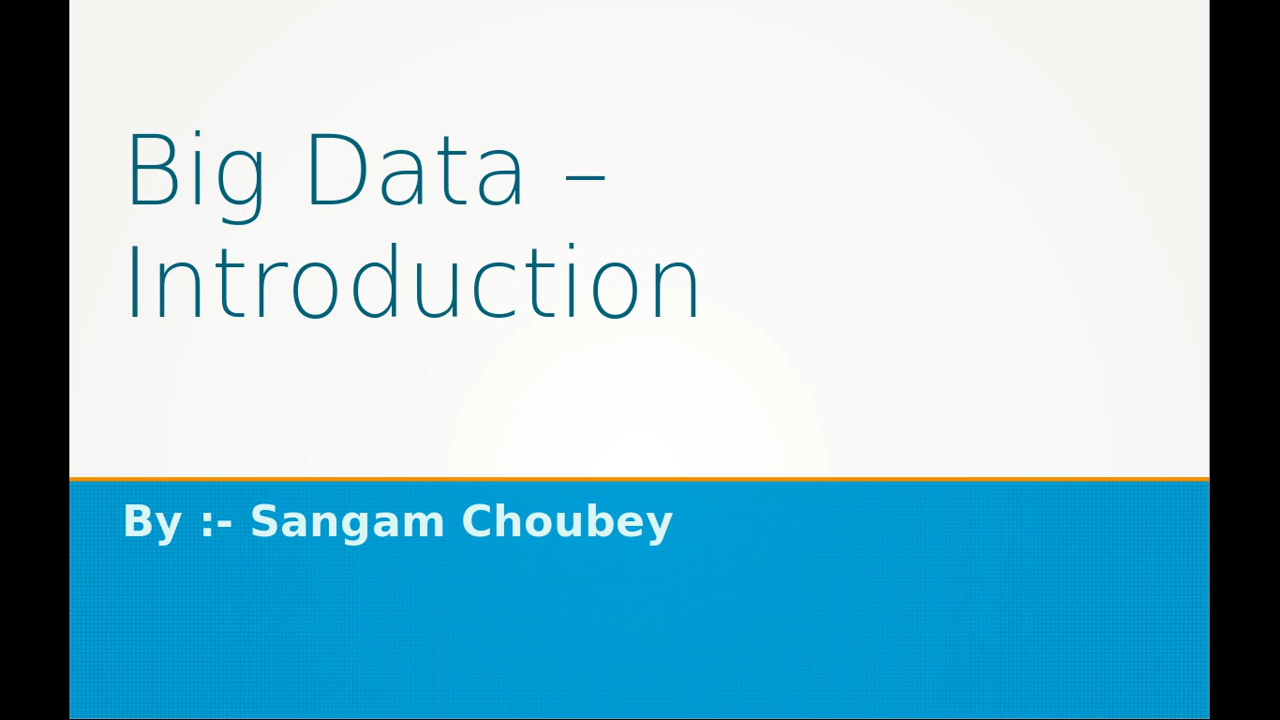 Big Data –
Introduction
By :- Sangam Choubey